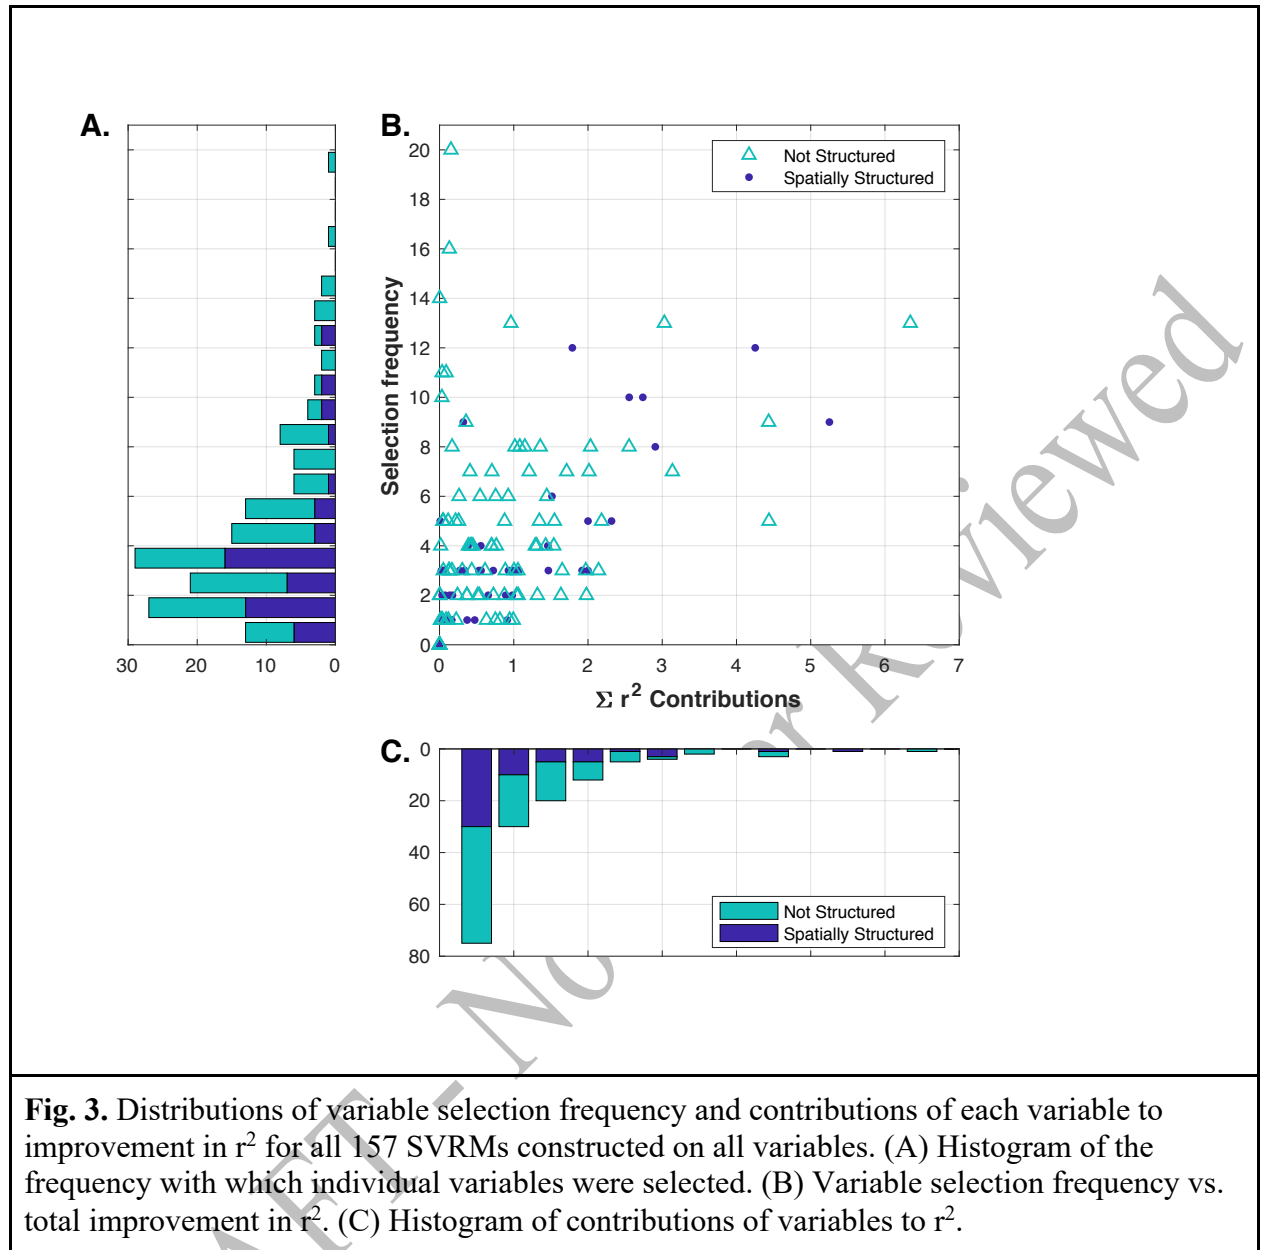 A.
B.
20
18
16
14
12
10
8
6
4
2
0
Selection frequency
Not Structured
Spatially Structured
30 20 10 0
0 1 2 3 4 5 6 7
Σ r² Contributions
C.
0
20
40
60
80
Not Structured
Spatially Structured
Fig. 3. Distributions of variable selection frequency and contributions of each variable to
improvement in r² for all 157 SVRMs constructed on all variables. (A) Histogram of the
frequency with which individual variables were selected. (B) Variable selection frequency vs.
total improvement in r². (C) Histogram of contributions of variables to r².